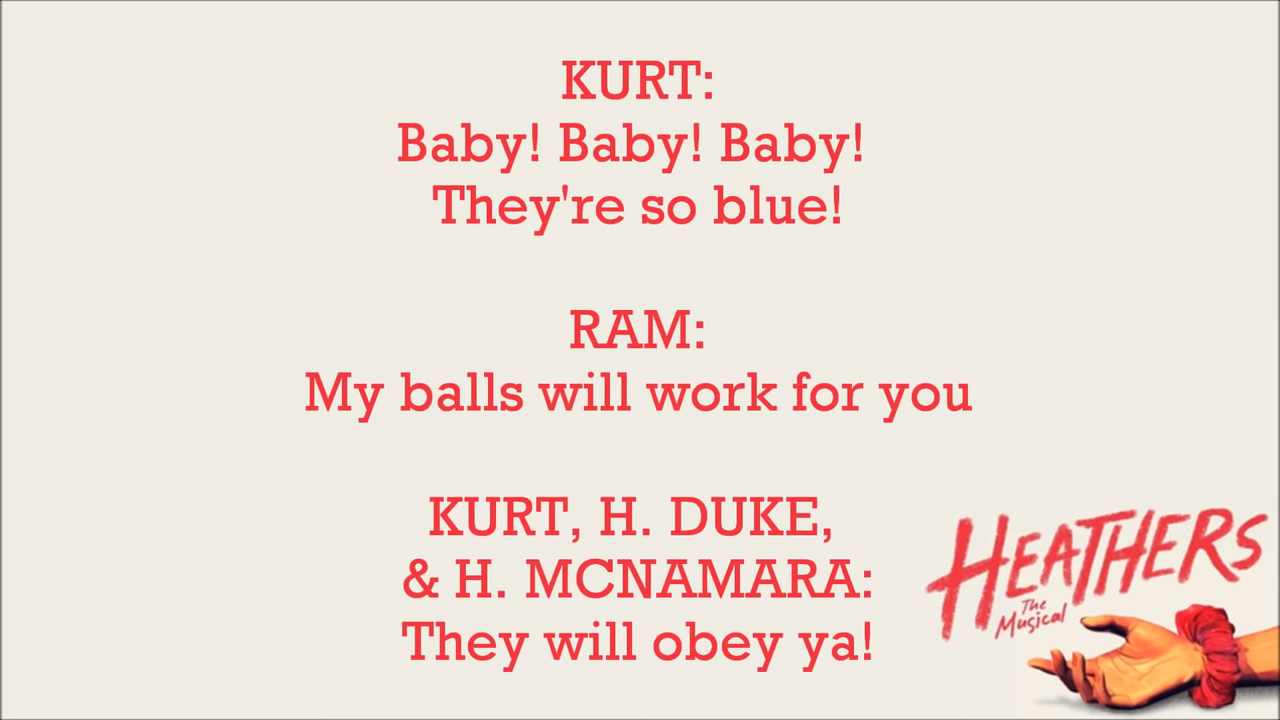 KURT:
Baby! Baby! Baby!
They're so blue!
RAM:
My balls will work for you
KURT, H. DUKE,
& H. MCNAMARA:
They will obey ya!
HEATHERS
The
Musical